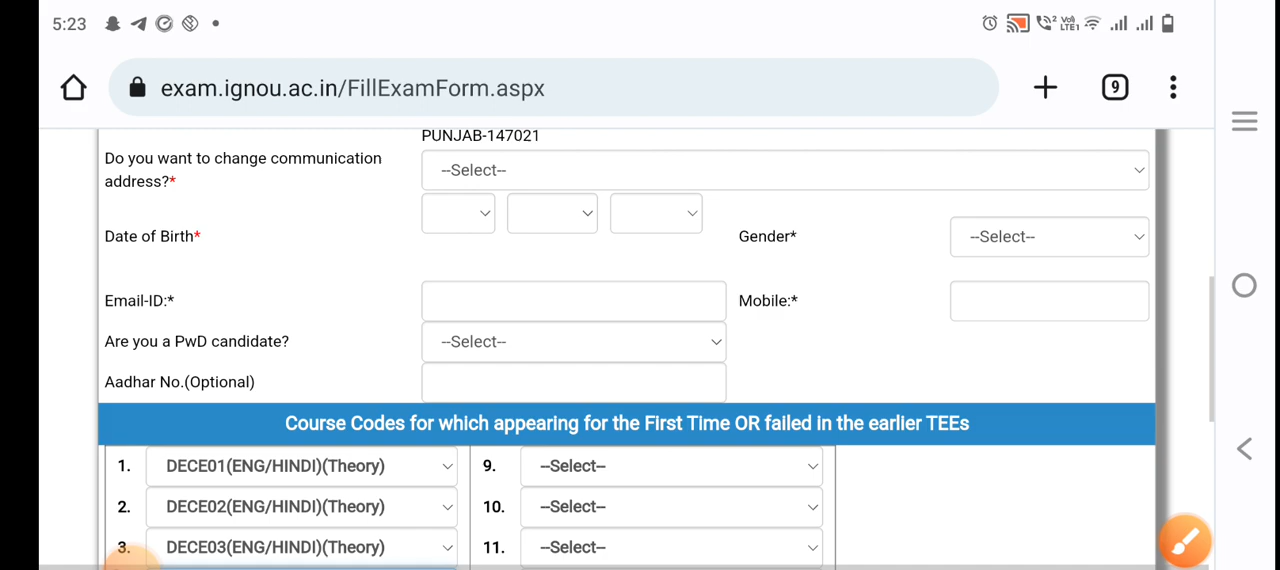 5:23
Vo) LTE1
exam.ignou.ac.in/FillExamForm.aspx
9
PUNJAB-147021
Do you want to change communication address?*
--Select--
Date of Birth*
Gender*
--Select--
Email-ID:*
Mobile:*
Are you a PwD candidate?
--Select--
Aadhar No.(Optional)
Course Codes for which appearing for the First Time OR failed in the earlier TEEs
1. DECE01(ENG/HINDI)(Theory) 9. --Select--
2. DECE02(ENG/HINDI)(Theory) 10. --Select--
3. DECE03(ENG/HINDI)(Theory) 11. --Select--